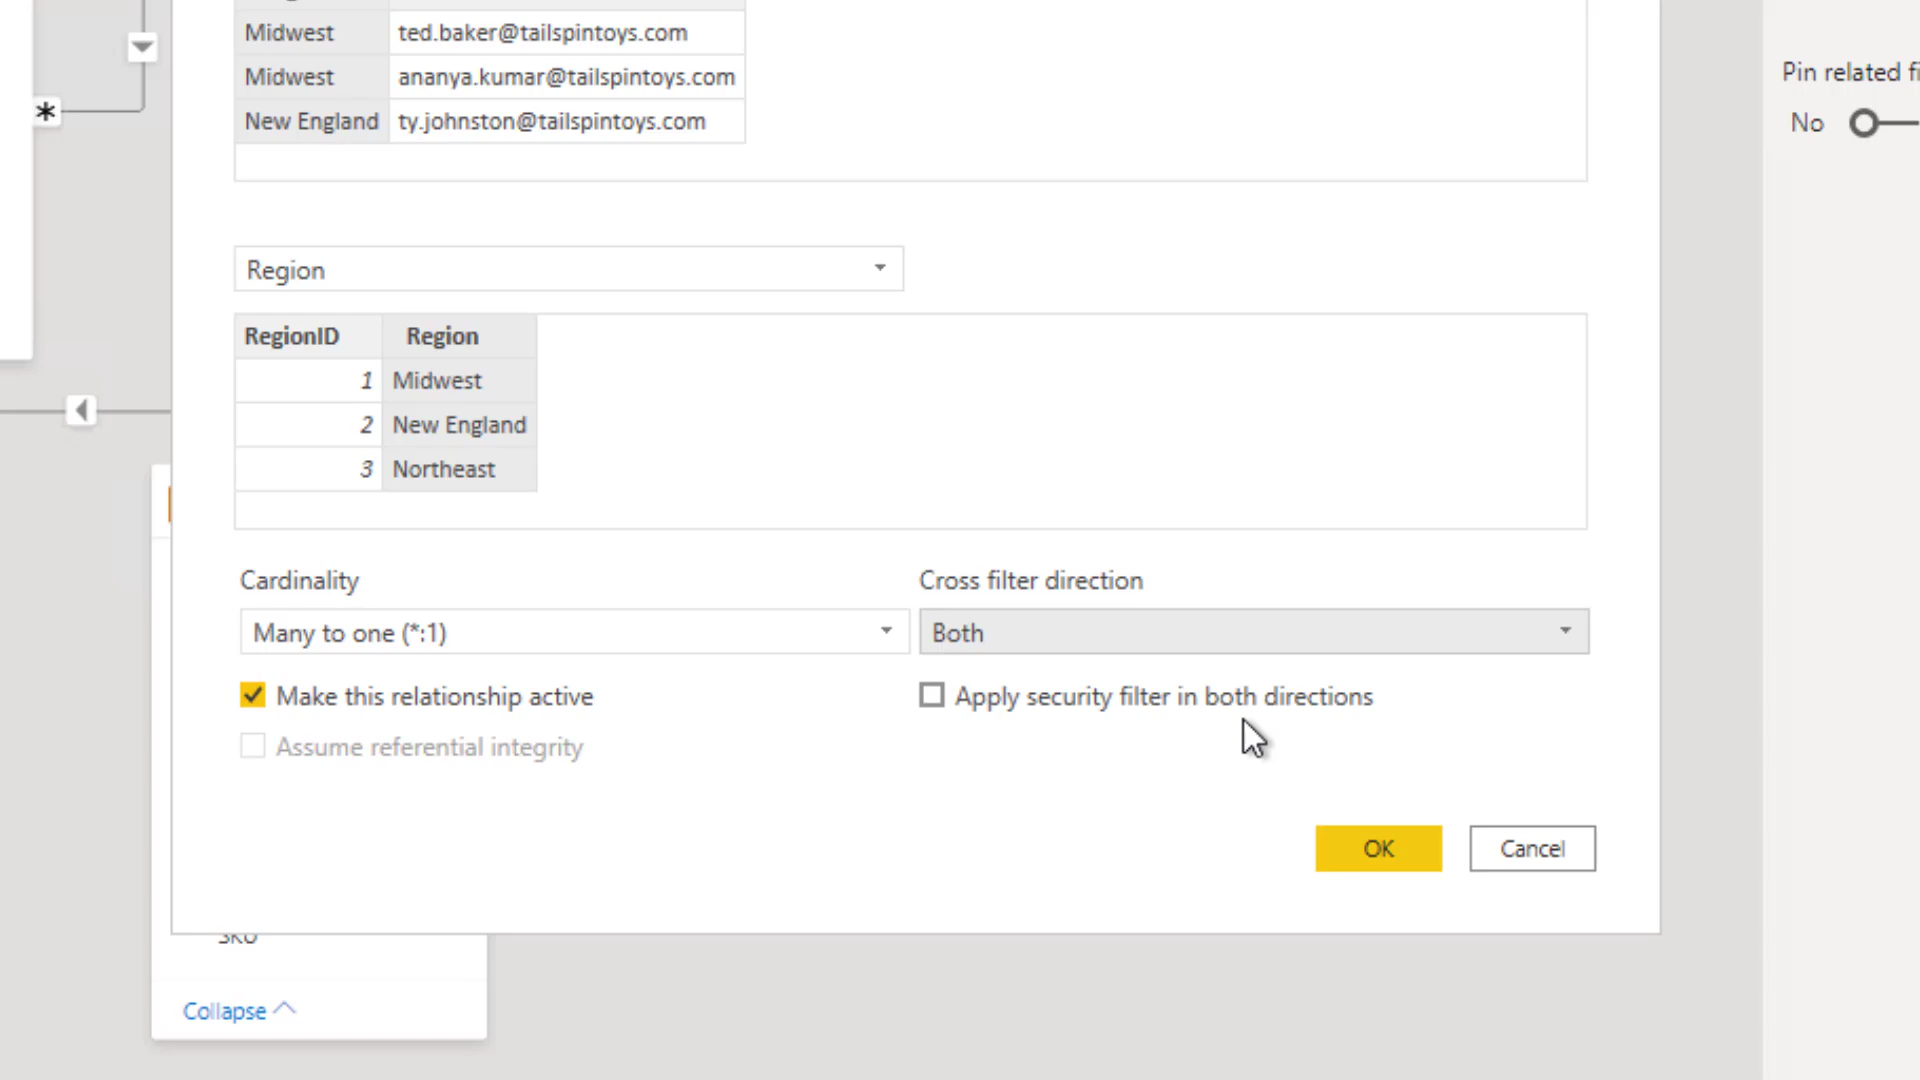 Midwest ted.baker@tailspintoys.com
Midwest ananya.kumar@tailspintoys.com
New England ty.johnston@tailspintoys.com
Pin related fi
No
Region
RegionID Region
1 Midwest
2 New England
3 Northeast
Cardinality Cross filter direction
Many to one (*:1) Both
Make this relationship active Apply security filter in both directions
Assume referential integrity
OK Cancel
SKU
Collapse